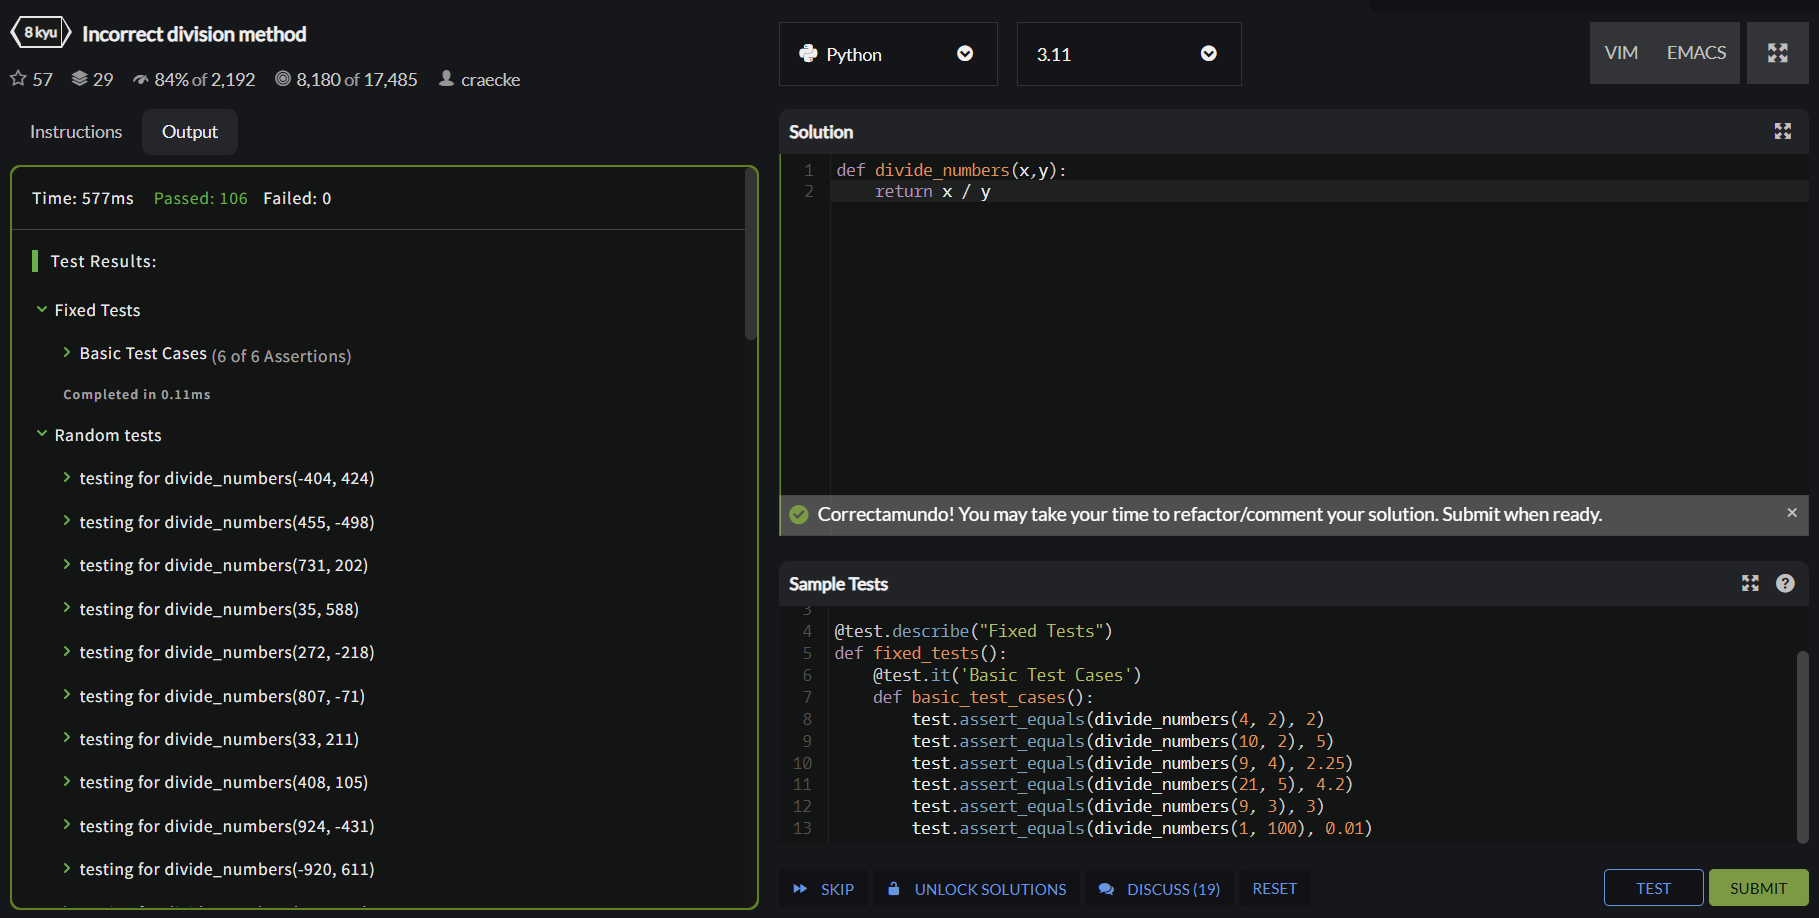 8 kyu Incorrect division method
57 29 84% of 2,192 8,180 of 17,485 craecke
Instructions Output
Time: 577ms Passed: 106 Failed: 0
Test Results:
Fixed Tests
Basic Test Cases (6 of 6 Assertions)
Completed in 0.11ms
Random tests
testing for divide_numbers(-404, 424)
testing for divide_numbers(455, -498)
testing for divide_numbers(731, 202)
testing for divide_numbers(35, 588)
testing for divide_numbers(272, -218)
testing for divide_numbers(807, -71)
testing for divide_numbers(33, 211)
testing for divide_numbers(408, 105)
testing for divide_numbers(924, -431)
testing for divide_numbers(-920, 611)
Python 3.11 VIM EMACS
Solution
1 def divide_numbers(x,y):
2 return x / y
Correctamundo! You may take your time to refactor/comment your solution. Submit when ready. ×
Sample Tests ?
3
4 @test.describe("Fixed Tests")
5 def fixed_tests():
6 @test.it('Basic Test Cases')
7 def basic_test_cases():
8 test.assert_equals(divide_numbers(4, 2), 2)
9 test.assert_equals(divide_numbers(10, 2), 5)
10 test.assert_equals(divide_numbers(9, 4), 2.25)
11 test.assert_equals(divide_numbers(21, 5), 4.2)
12 test.assert_equals(divide_numbers(9, 3), 3)
13 test.assert_equals(divide_numbers(1, 100), 0.01)
SKIP UNLOCK SOLUTIONS DISCUSS (19) RESET TEST SUBMIT